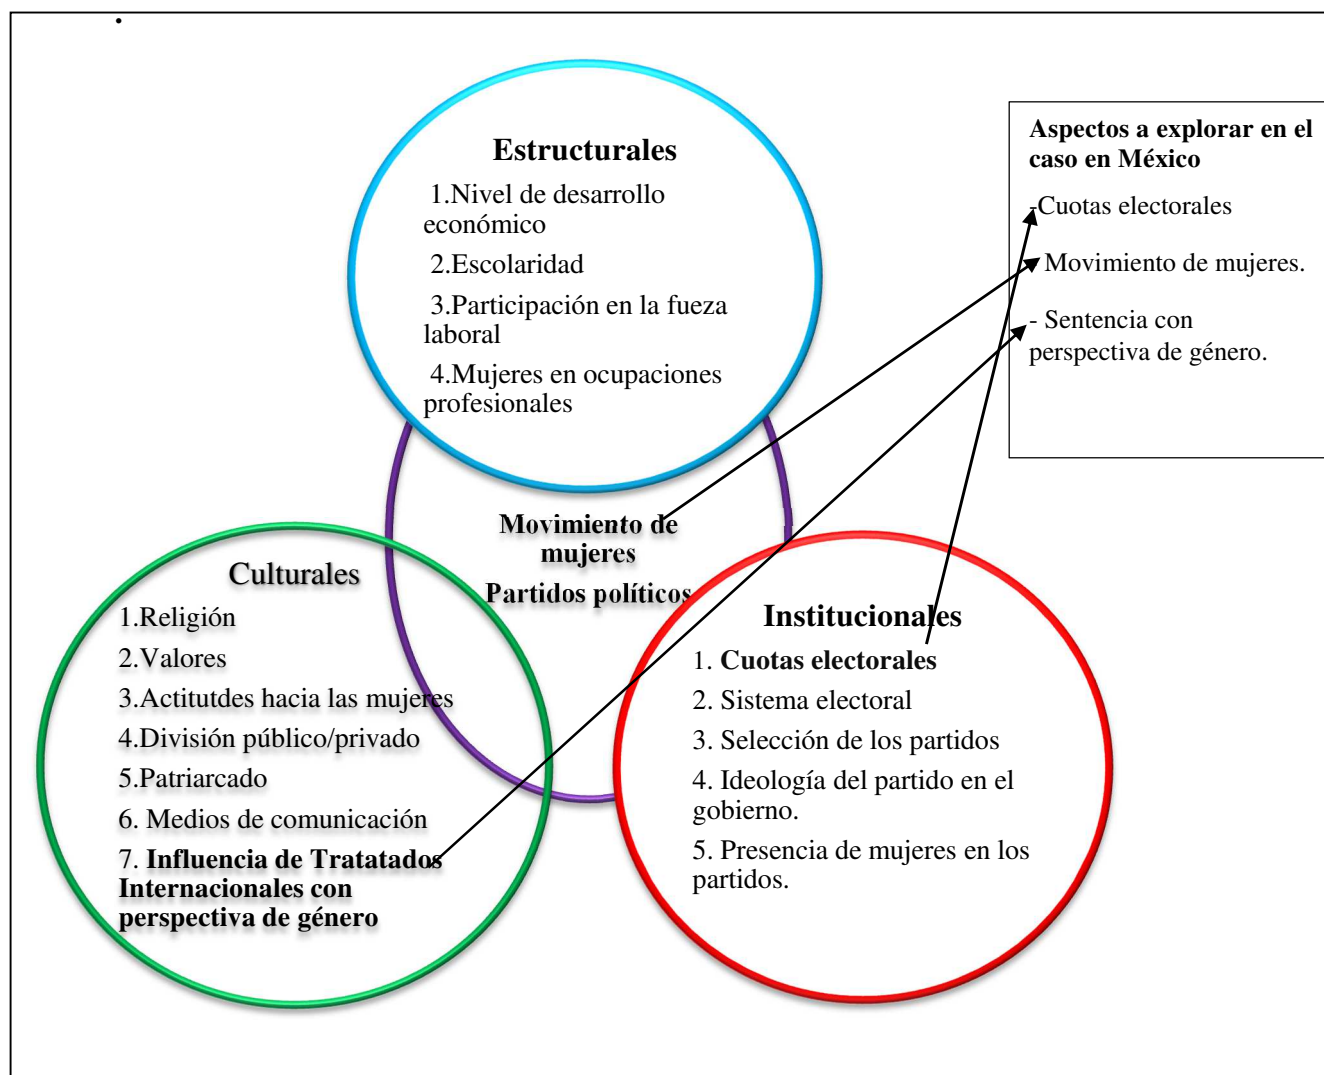 Estructurales
1.Nivel de desarrollo
económico
2.Escolaridad
3.Participación en la fueza
laboral
4.Mujeres en ocupaciones
profesionales
Aspectos a explorar en el
caso en México
-Cuotas electorales
Movimiento de mujeres.
- Sentencia con
perspectiva de género.
Movimiento de
mujeres
Partidos políticos
Culturales
1.Religión
2.Valores
3.Actitutdes hacia las mujeres
4.División público/privado
5.Patriarcado
6. Medios de comunicación
7. Influencia de Tratatados
Internacionales con
perspectiva de género
Institucionales
1. Cuotas electorales
2. Sistema electoral
3. Selección de los partidos
4. Ideología del partido en el
gobierno.
5. Presencia de mujeres en los
partidos.